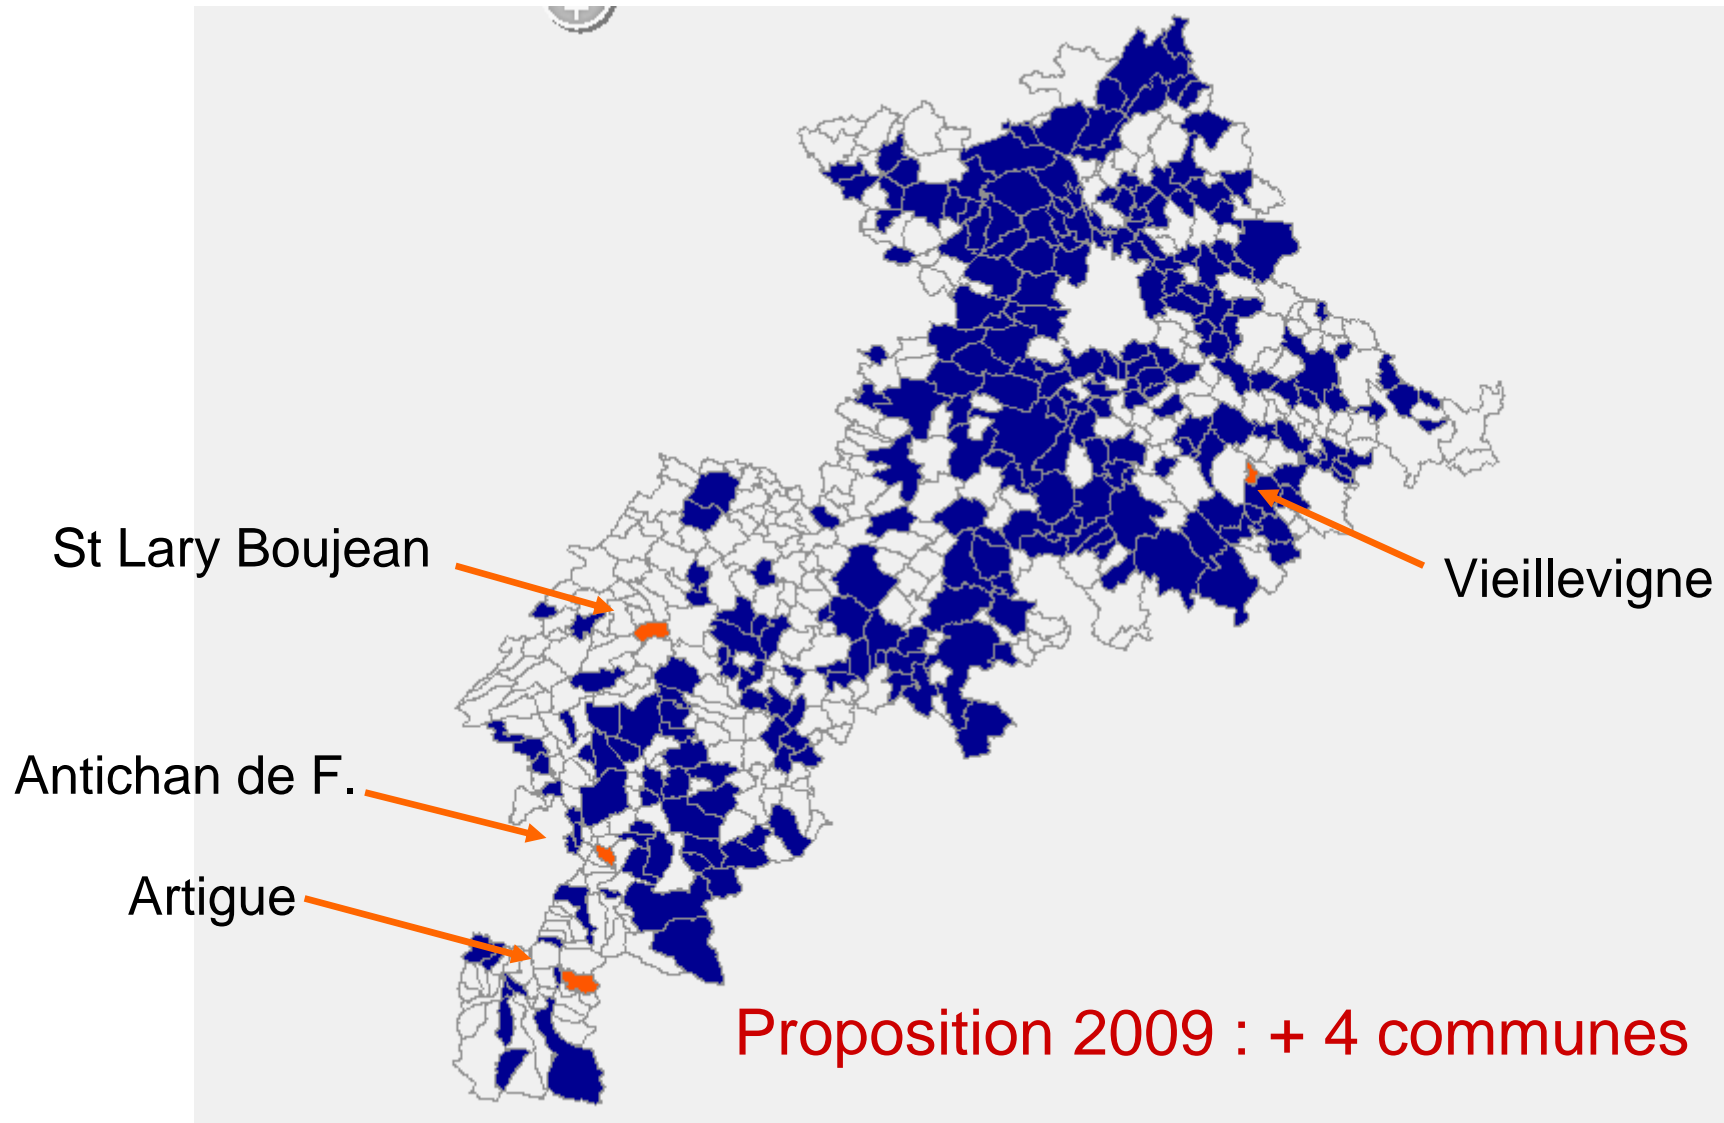 St Lary Boujean
Vieillevigne
Antichan de F.
Artigue
Proposition 2009 : + 4 communes